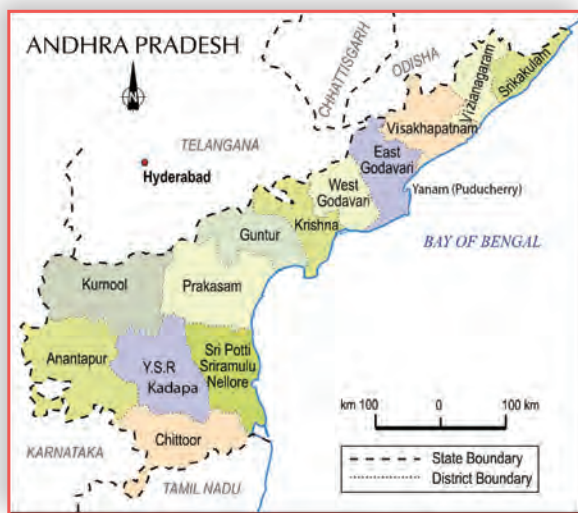 ANDHRA PRADESH
N
CHHATTISGARH
ODISHA
Vizianagaram
Srikakulam
Visakhapatnam
TELANGANA
Hyderabad
East
Godavari
West
Godavari
Yanam (Puducherry)
Krishna
Guntur
BAY OF BENGAL
Kurnool
Prakasam
Anantapur
Y.S.R
Kadapa
Sri Potti
Sriramulu
Nellore
km 100 0 100 km
Chittoor
KARNATAKA
TAMIL NADU
State Boundary
District Boundary